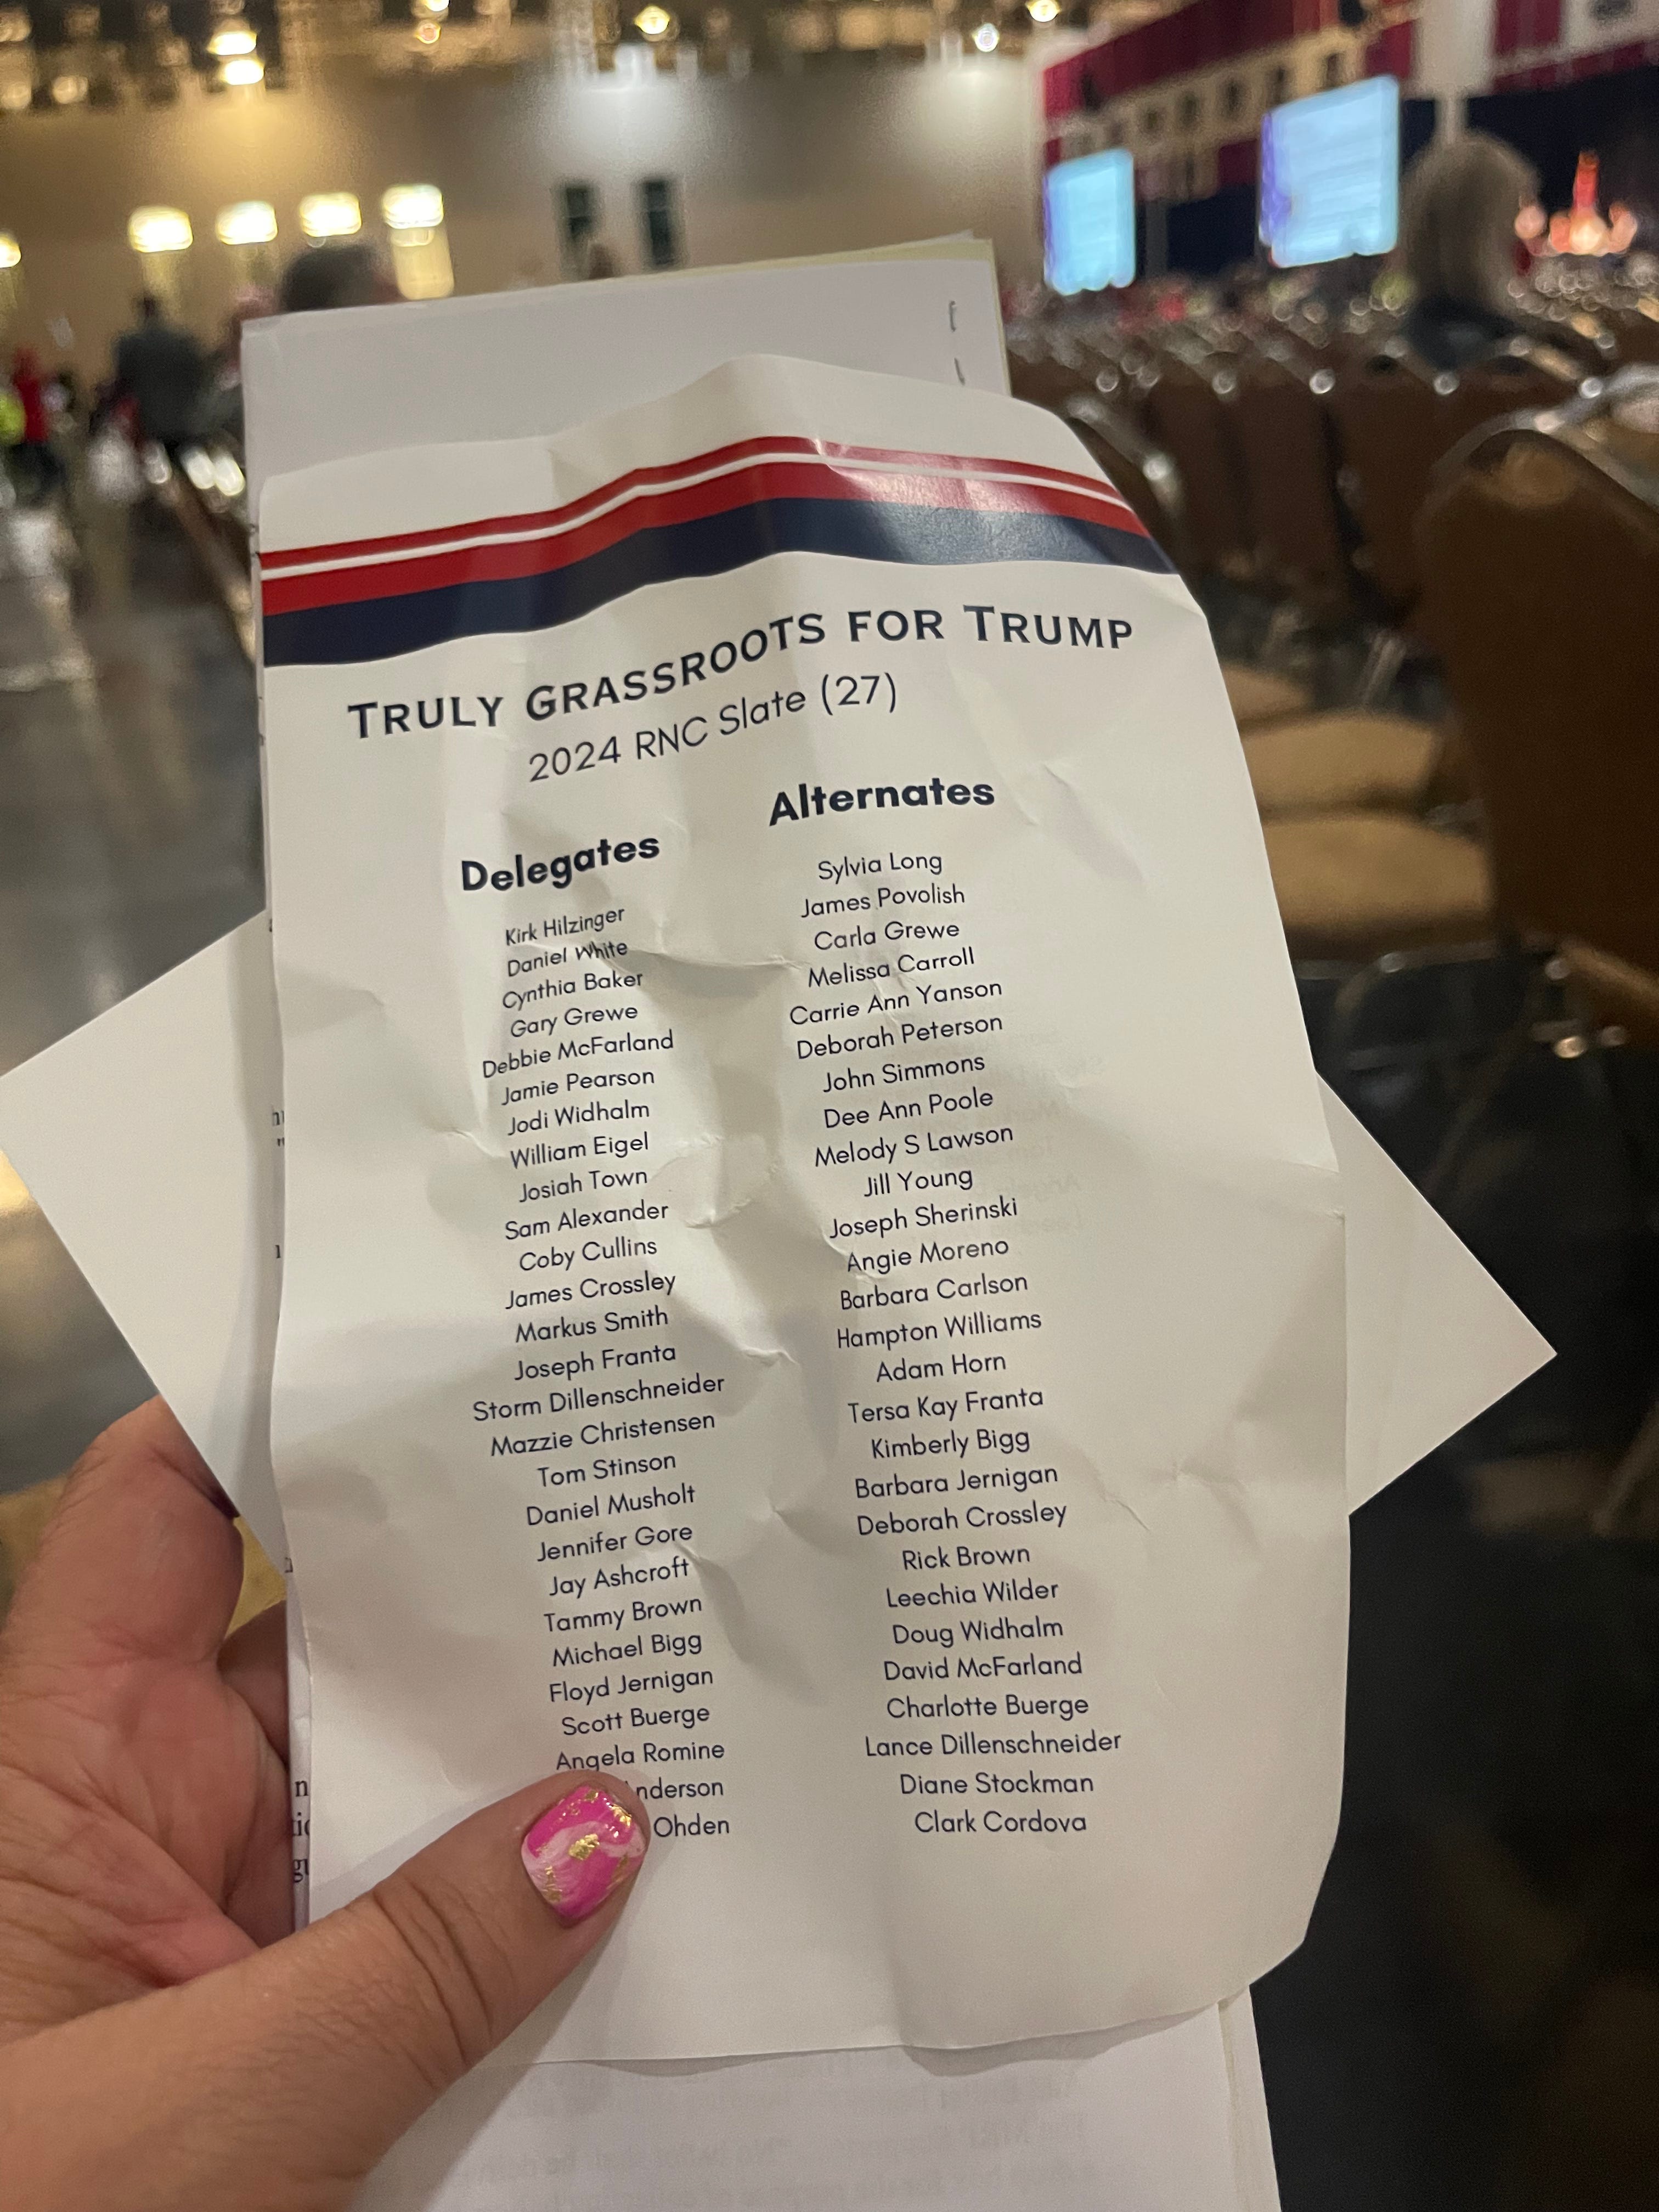 TRULY GRASSROOTS FOR TRUMP
2024 RNC Slate (27)
Delegates
Kirk Hilzinger
Daniel White
Cynthia Baker
Gary Grewe
Debbie McFarland
Jamie Pearson
Jodi Widhalm
William Eigel
Josiah Town
Sam Alexander
Coby Cullins
James Crossley
Markus Smith
Joseph Franta
Storm Dillenschneider
Mazzie Christensen
Tom Stinson
Daniel Musholt
Jennifer Gore
Jay Ashcroft
Tammy Brown
Michael Bigg
Floyd Jernigan
Scott Buerge
Angela Romine
nderson
Ohden
Alternates
Sylvia Long
James Povolish
Carla Grewe
Melissa Carroll
Carrie Ann Yanson
Deborah Peterson
John Simmons
Dee Ann Poole
Melody S Lawson
Jill Young
Joseph Sherinski
Angie Moreno
Barbara Carlson
Hampton Williams
Adam Horn
Tersa Kay Franta
Kimberly Bigg
Barbara Jernigan
Deborah Crossley
Rick Brown
Leechia Wilder
Doug Widhalm
David McFarland
Charlotte Buerge
Lance Dillenschneider
Diane Stockman
Clark Cordova